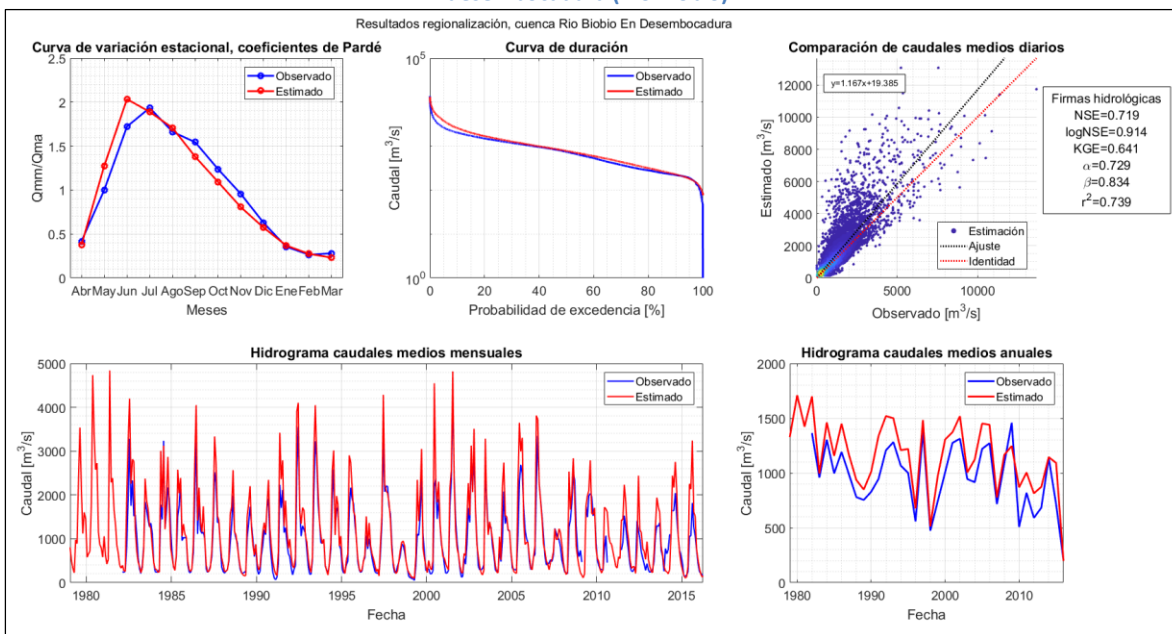 Resultados regionalización, cuenca Rio Biobio En Desembocadura
Curva de variación estacional, coeficientes de Pardé
2.5
2
1.5
1
0.5
0
Qmm/Qma
Observado
Estimado
Abr May Jun Jul Ago Sep Oct Nov Dic Ene Feb Mar
Meses
Curva de duración
10^5
10^0
Caudal [m^3/s]
Observado
Estimado
0 20 40 60 80 100
Probabilidad de excedencia [%]
Comparación de caudales medios diarios
12000
10000
8000
6000
4000
2000
0
Estimado [m^3/s]
y=1.167x+19.385
Estimación
Ajuste
Identidad
0 5000 10000
Observado [m^3/s]
Firmas hidrológicas
NSE=0.719
logNSE=0.914
KGE=0.641
α=0.729
β=0.834
r^2=0.739
Hidrograma caudales medios mensuales
5000
4000
3000
2000
1000
0
Caudal [m^3/s]
Observado
Estimado
1980 1985 1990 1995 2000 2005 2010 2015
Fecha
Hidrograma caudales medios anuales
2000
1500
1000
500
0
Caudal [m^3/s]
Observado
Estimado
1980 1990 2000 2010
Fecha